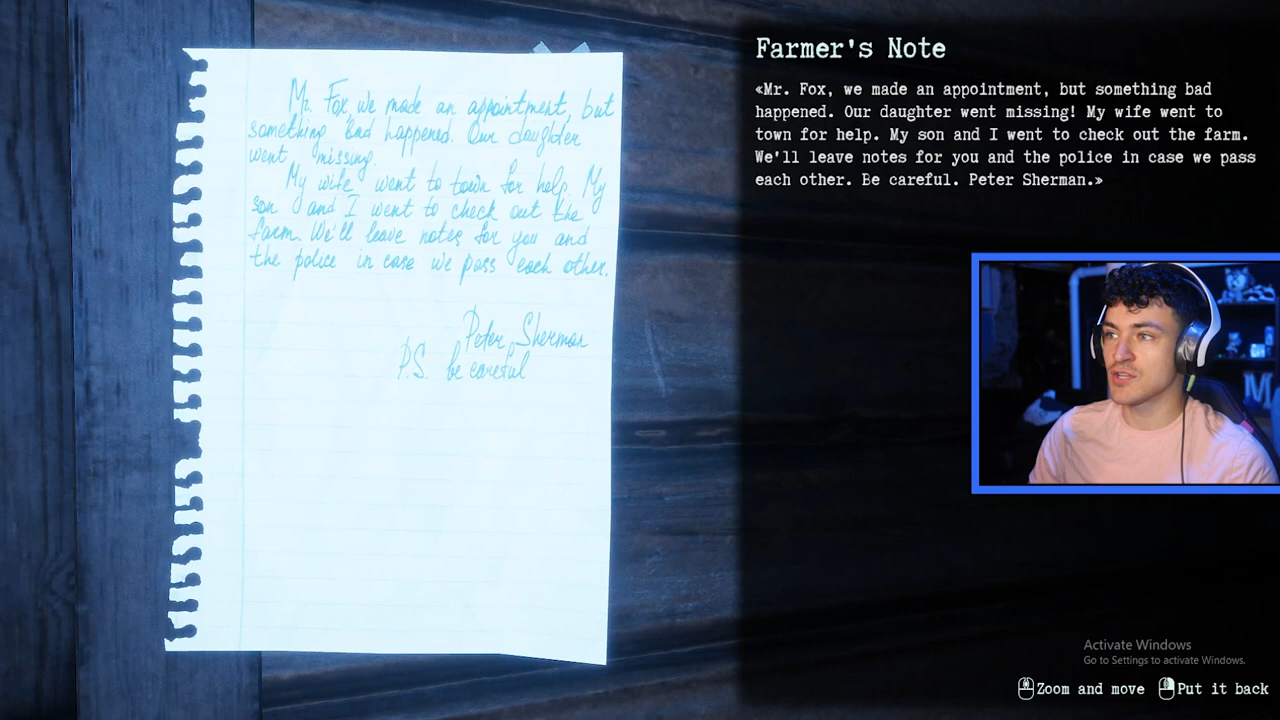 Mr. Fox, we made an appointment, but
something bad happened. Our daughter
went missing.
My wife went to town for help. My
son and I went to check out the
farm. We'll leave notes for you and
the police in case we pass each other.
Peter Sherman
P.S. be careful
Farmer's Note
«Mr. Fox, we made an appointment, but something bad
happened. Our daughter went missing! My wife went to
town for help. My son and I went to check out the farm.
We'll leave notes for you and the police in case we pass
each other. Be careful. Peter Sherman.»
Activate Windows
Go to Settings to activate Windows.
Zoom and move Put it back